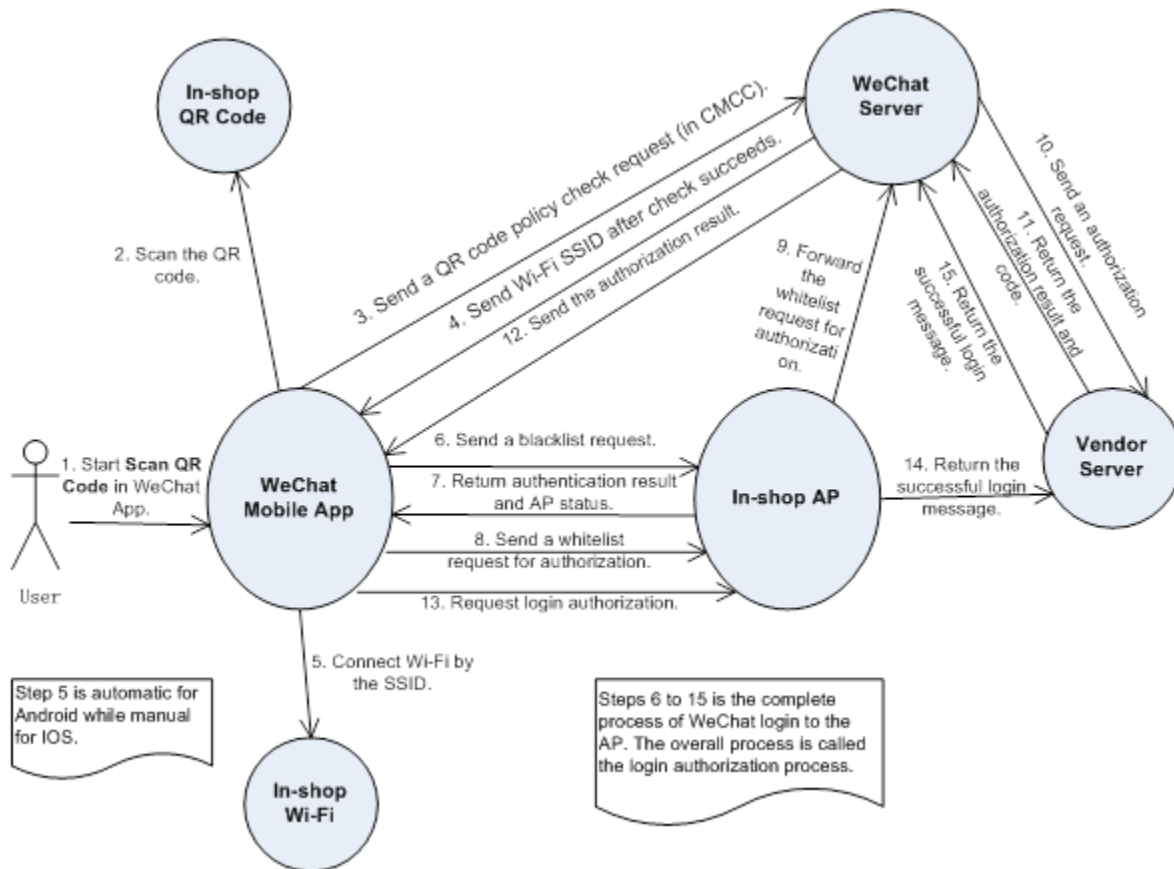 In-shop
QR Code
WeChat
Server
2. Scan the QR
code.
3. Send a QR code policy check request (in CMCC).
4. Send Wi-Fi SSID after check succeeds.
12. Send the authorization result.
9. Forward
the
whitelist
request for
authorizati
on.
10. Send an authorization
request.
11. Return the
authorization result and
code.
15. Return the
successful login
message.
1. Start Scan QR
Code in WeChat
App.
User
WeChat
Mobile App
6. Send a blacklist request.
7. Return authentication result
and AP status.
8. Send a whitelist
request for authorization.
13. Request login authorization.
In-shop AP
14. Return the
successful login
message.
Vendor
Server
5. Connect Wi-Fi by
the SSID.
Step 5 is automatic for
Android while manual
for IOS.
In-shop
Wi-Fi
Steps 6 to 15 is the complete
process of WeChat login to the
AP. The overall process is called
the login authorization process.